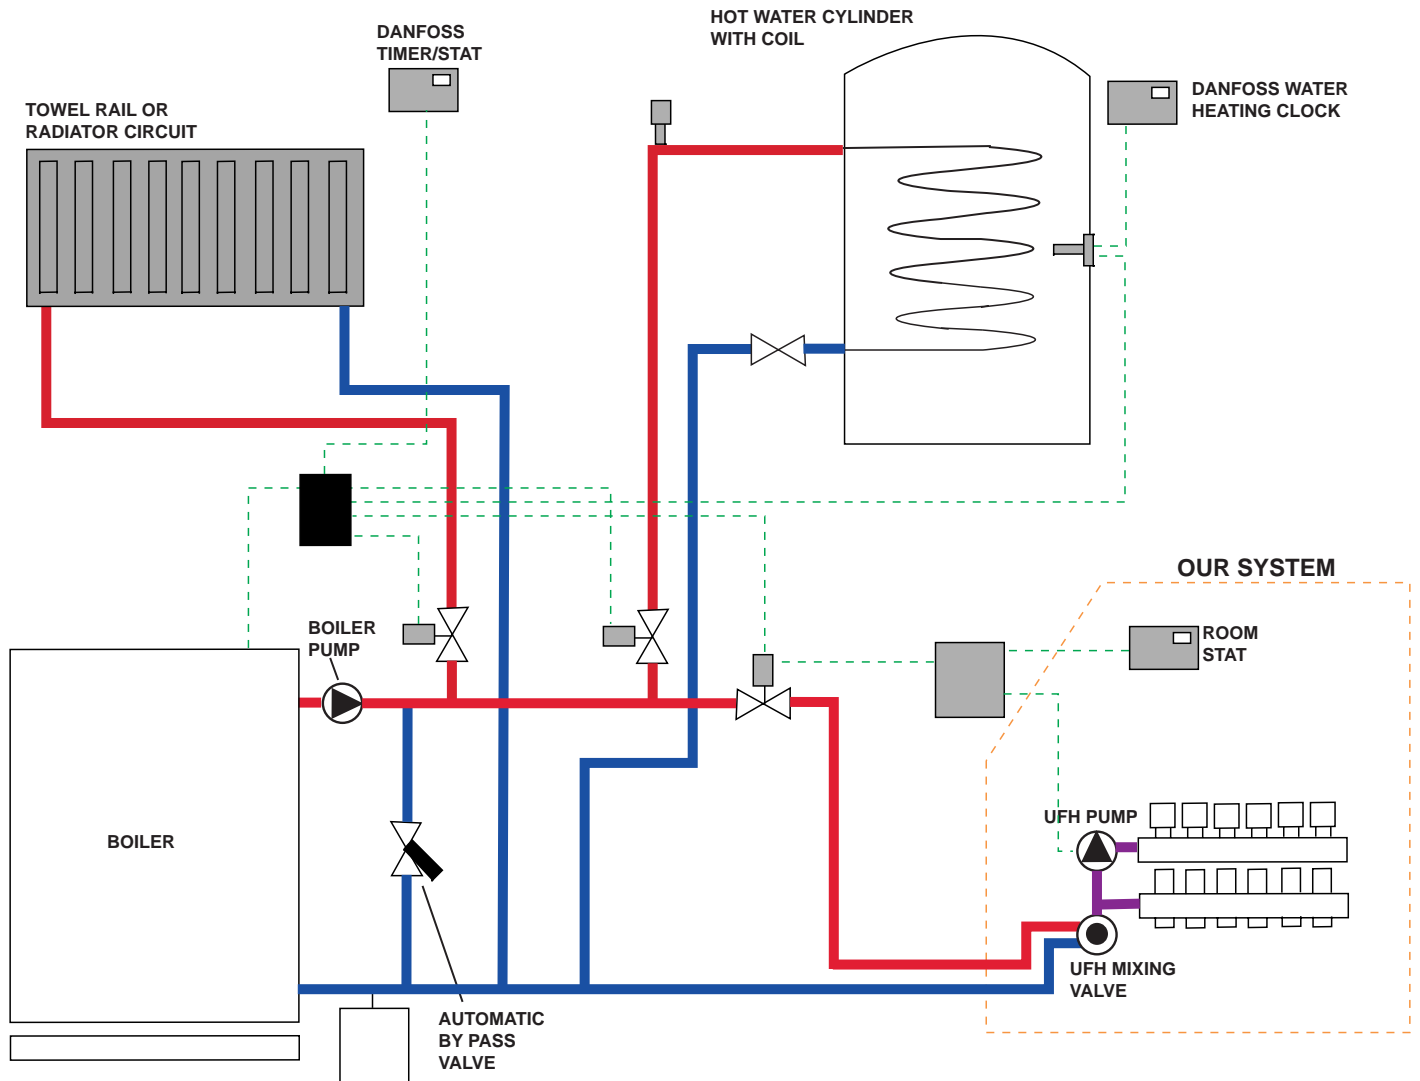 HOT WATER CYLINDER
WITH COIL
DANFOSS
TIMER/STAT
DANFOSS WATER
HEATING CLOCK
TOWEL RAIL OR
RADIATOR CIRCUIT
OUR SYSTEM
BOILER
PUMP
ROOM
STAT
UFH PUMP
BOILER
UFH MIXING
VALVE
AUTOMATIC
BY PASS
VALVE